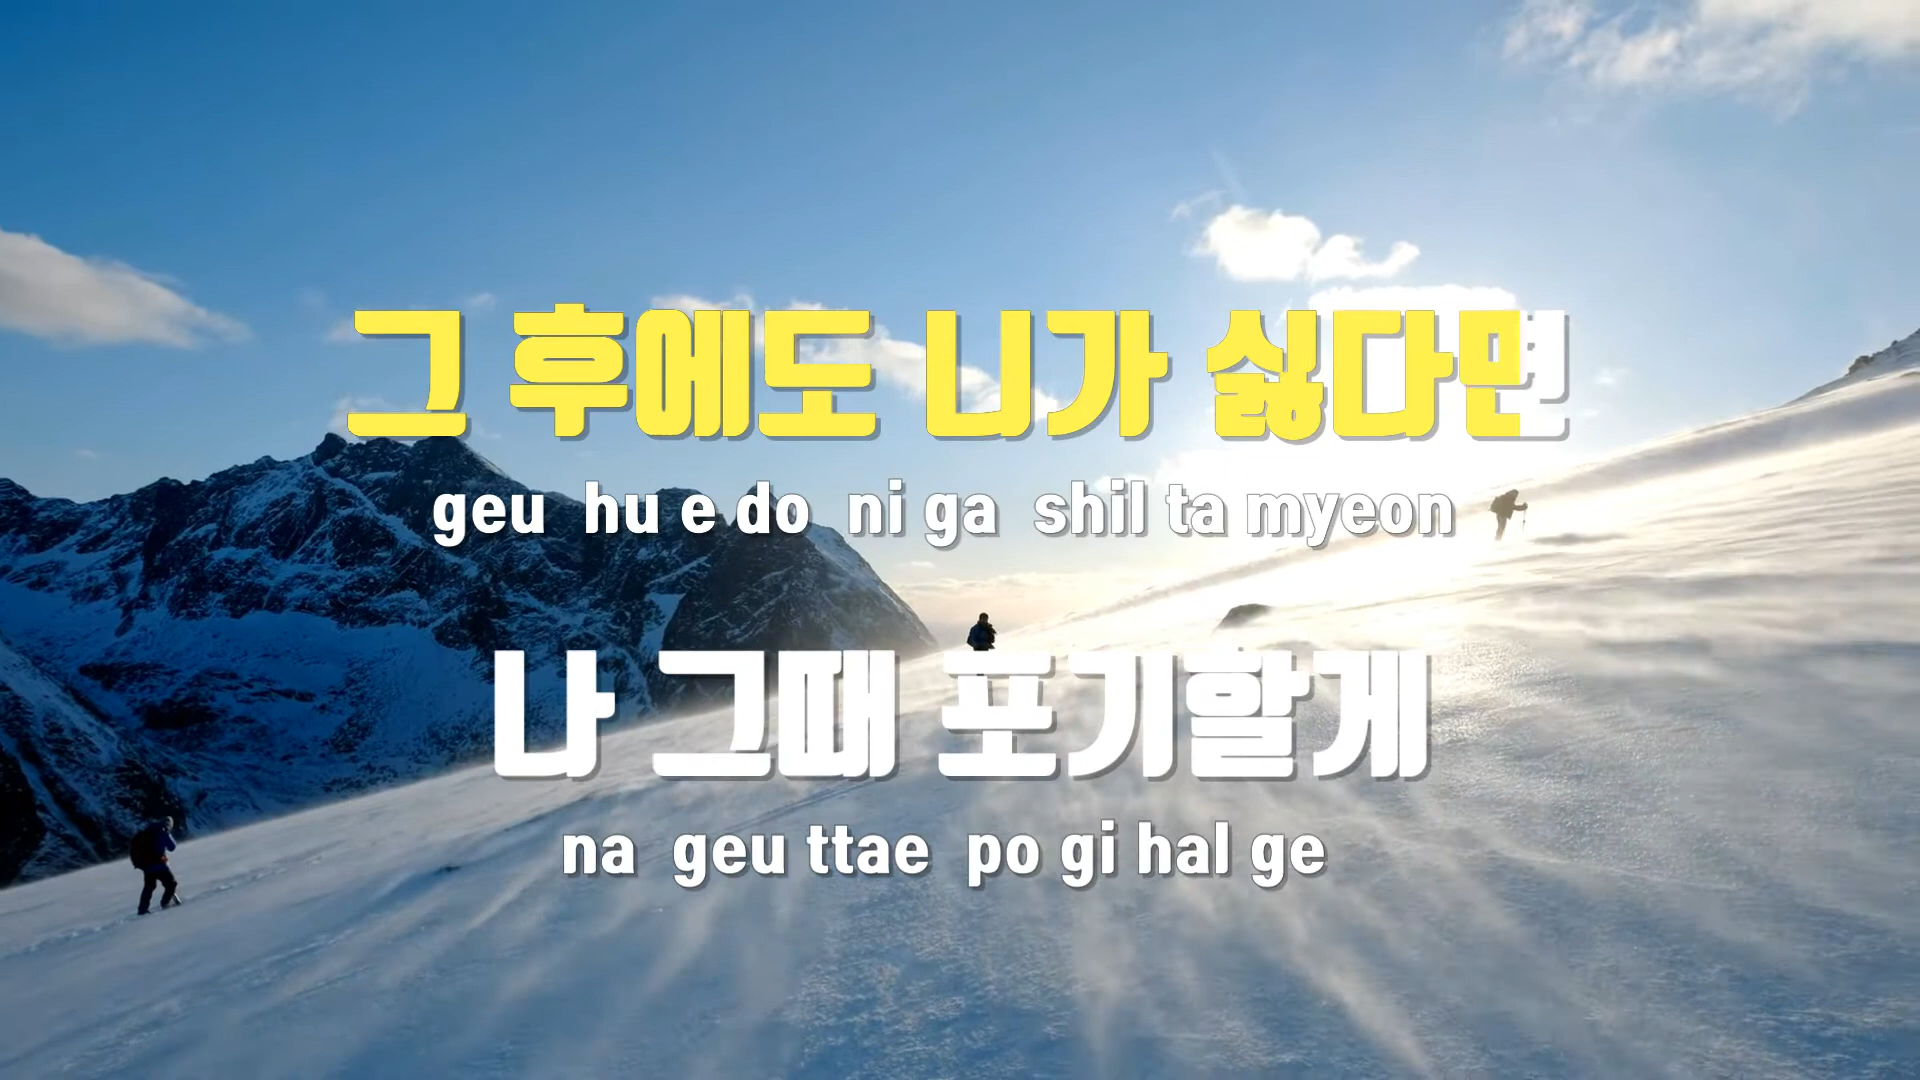 그 후에도 니가 싫다면
geu hu e do ni ga shil ta myeon
나 그때 포기할게
na geu ttae po gi hal ge